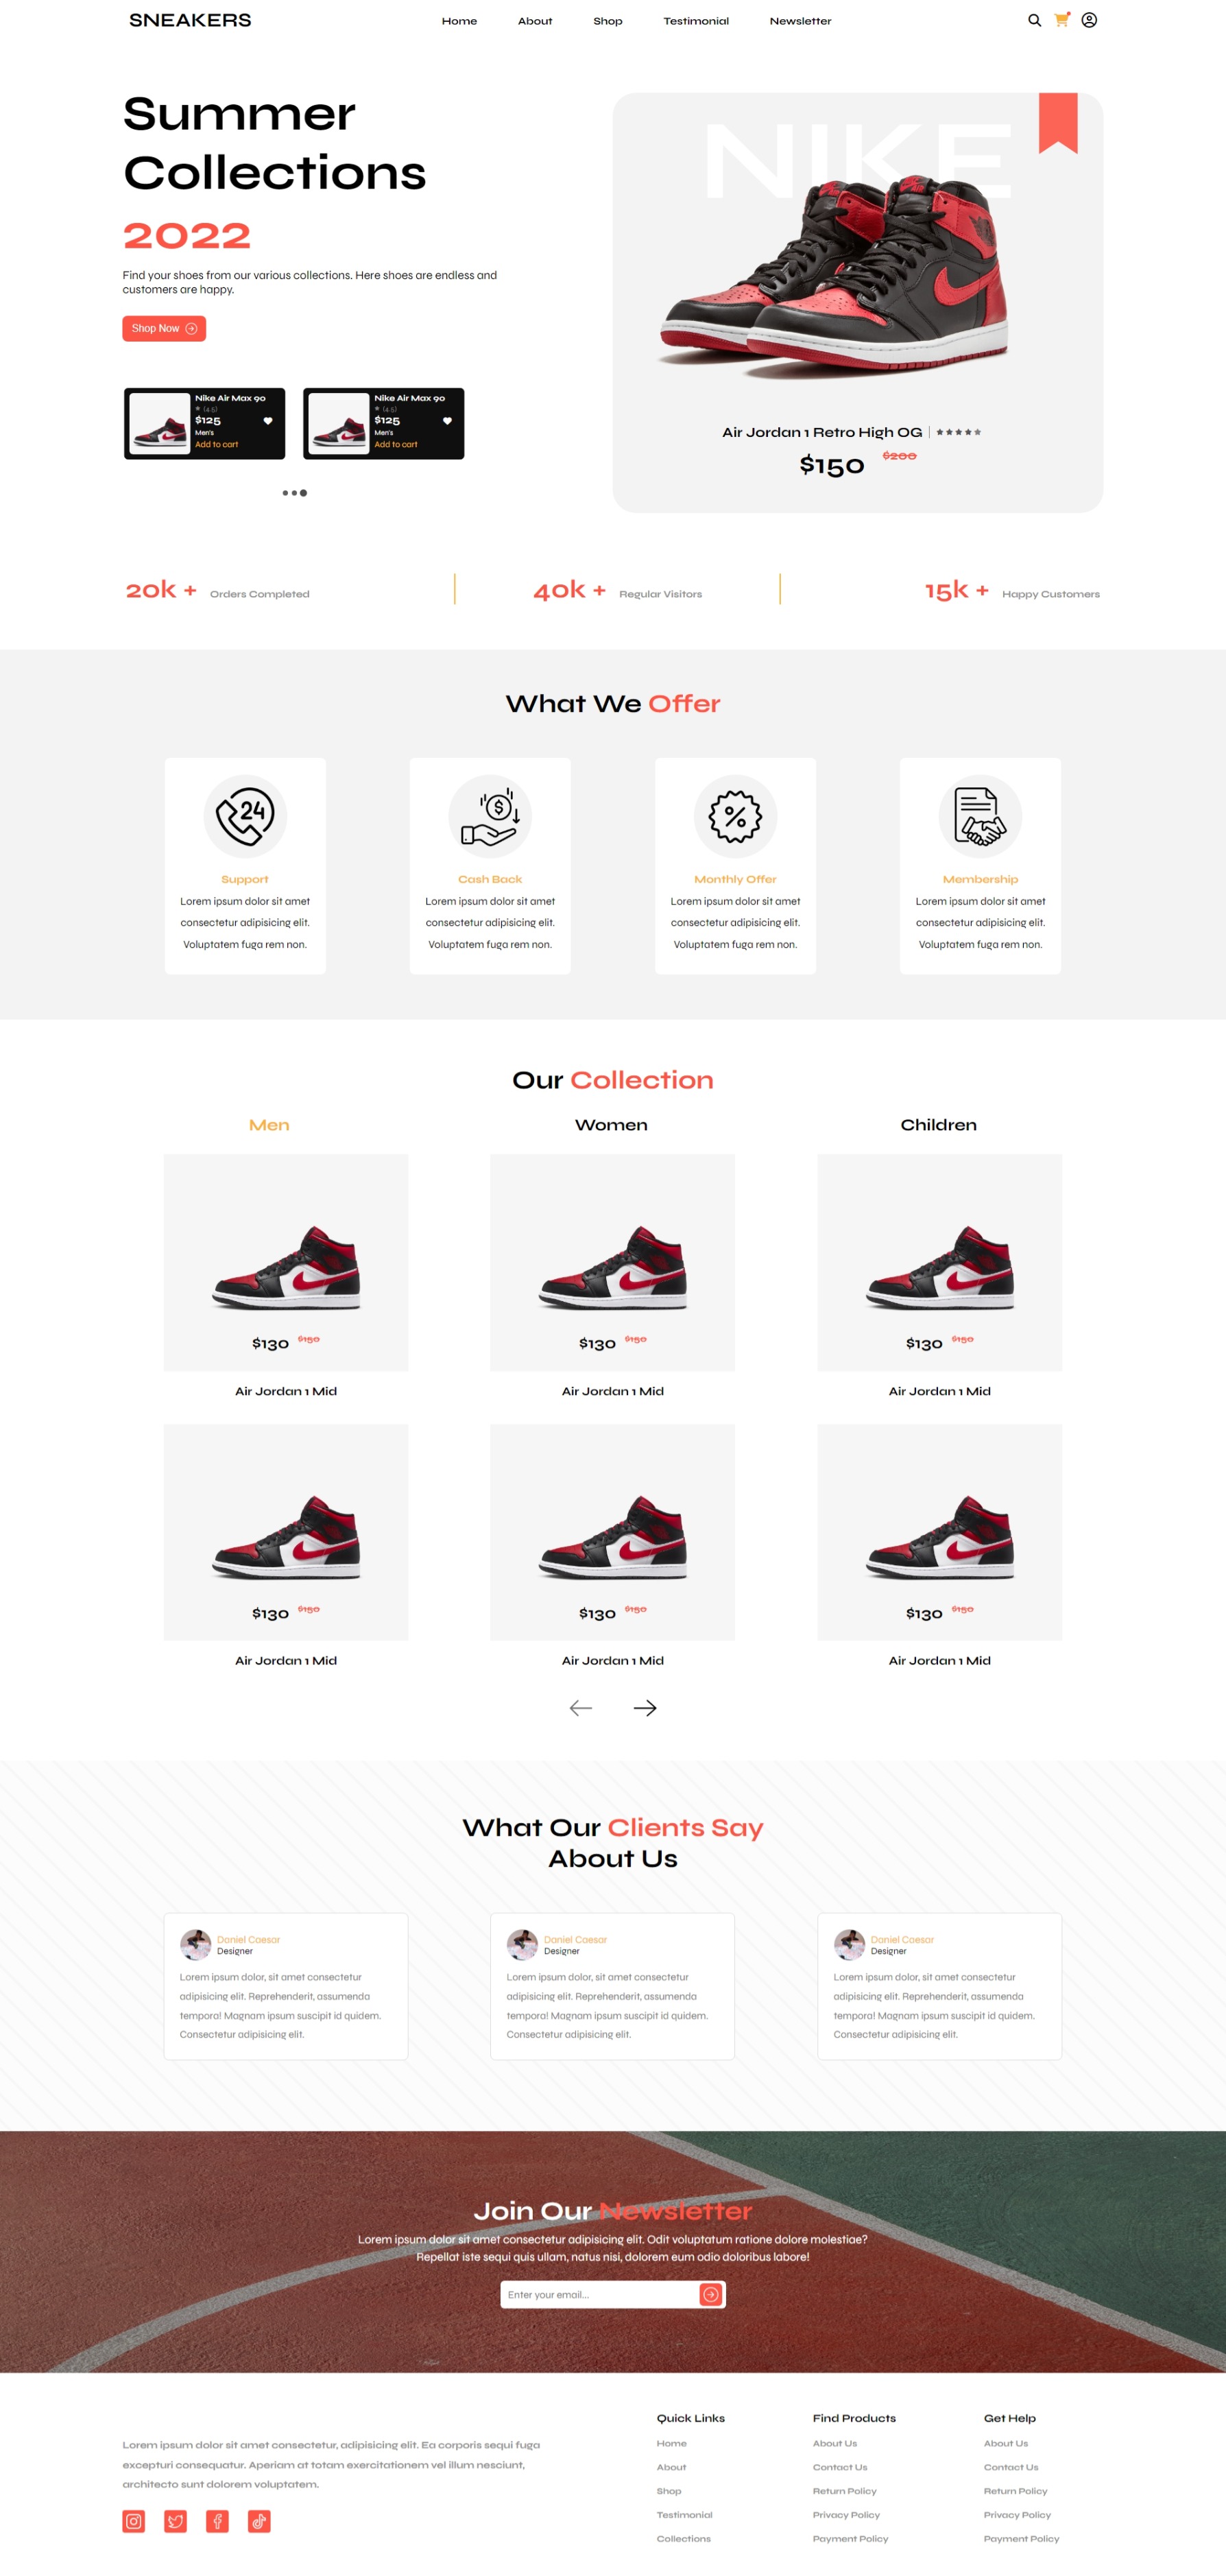 SNEAKERS
Home
About
Shop
Testimonial
Newsletter
Summer
Collections
2022
Find your shoes from our various collections. Here shoes are endless and
customers are happy.
Shop Now
Nike Air Max 90
(4.5)
$125
Men's
Add to cart
Nike Air Max 90
(4.5)
$125
Men's
Add to cart
NIKE
Air Jordan 1 Retro High OG
$150 $200
20k + Orders Completed
40k + Regular Visitors
15k + Happy Customers
What We Offer
24
Support
Lorem ipsum dolor sit amet
consectetur adipisicing elit.
Voluptatem fuga rem non.
$
Cash Back
Lorem ipsum dolor sit amet
consectetur adipisicing elit.
Voluptatem fuga rem non.
%
Monthly Offer
Lorem ipsum dolor sit amet
consectetur adipisicing elit.
Voluptatem fuga rem non.
Membership
Lorem ipsum dolor sit amet
consectetur adipisicing elit.
Voluptatem fuga rem non.
Our Collection
Men
Women
Children
$130 $150
Air Jordan 1 Mid
$130 $150
Air Jordan 1 Mid
$130 $150
Air Jordan 1 Mid
$130 $150
Air Jordan 1 Mid
$130 $150
Air Jordan 1 Mid
$130 $150
Air Jordan 1 Mid
What Our Clients Say
About Us
Daniel Caesar
Designer
Lorem ipsum dolor, sit amet consectetur
adipisicing elit. Reprehenderit, assumenda
tempora! Magnam ipsum suscipit id quidem.
Consectetur adipisicing elit.
Daniel Caesar
Designer
Lorem ipsum dolor, sit amet consectetur
adipisicing elit. Reprehenderit, assumenda
tempora! Magnam ipsum suscipit id quidem.
Consectetur adipisicing elit.
Daniel Caesar
Designer
Lorem ipsum dolor, sit amet consectetur
adipisicing elit. Reprehenderit, assumenda
tempora! Magnam ipsum suscipit id quidem.
Consectetur adipisicing elit.
Join Our Newsletter
Lorem ipsum dolor sit amet consectetur adipisicing elit. Odit voluptatum ratione dolore molestiae?
Repellat iste sequi quis ullam, natus nisi, dolorem eum odio doloribus labore!
Enter your email...
Lorem ipsum dolor sit amet consectetur, adipisicing elit. Ea corporis sequi fuga
excepturi consequatur. Aperiam at totam exercitationem vel illum nesciunt,
architecto sunt dolorem voluptatem.
Quick Links
Home
About
Shop
Testimonial
Collections
Find Products
About Us
Contact Us
Return Policy
Privacy Policy
Payment Policy
Get Help
About Us
Contact Us
Return Policy
Privacy Policy
Payment Policy